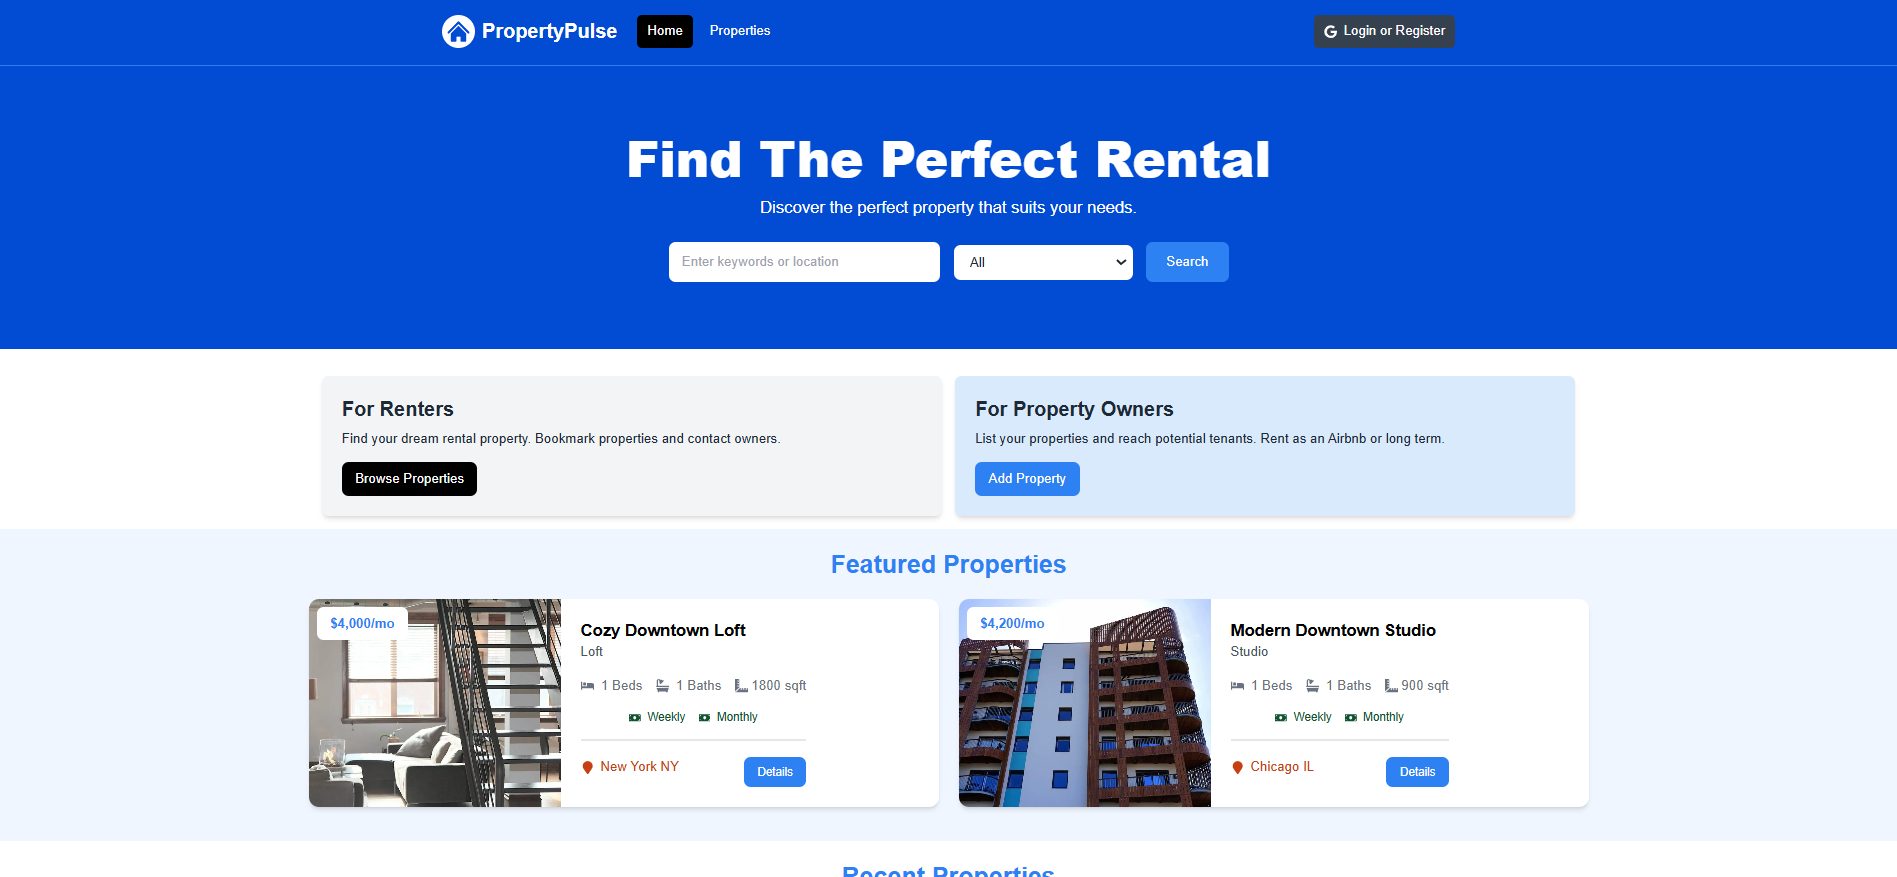 PropertyPulse Home Properties Login or Register
Find The Perfect Rental
Discover the perfect property that suits your needs.
Enter keywords or location All Search
For Renters
Find your dream rental property. Bookmark properties and contact owners.
Browse Properties
For Property Owners
List your properties and reach potential tenants. Rent as an Airbnb or long term.
Add Property
Featured Properties
$4,000/mo
Cozy Downtown Loft
Loft
1 Beds 1 Baths 1800 sqft
Weekly Monthly
New York NY Details
$4,200/mo
Modern Downtown Studio
Studio
1 Beds 1 Baths 900 sqft
Weekly Monthly
Chicago IL Details
Recent Properties